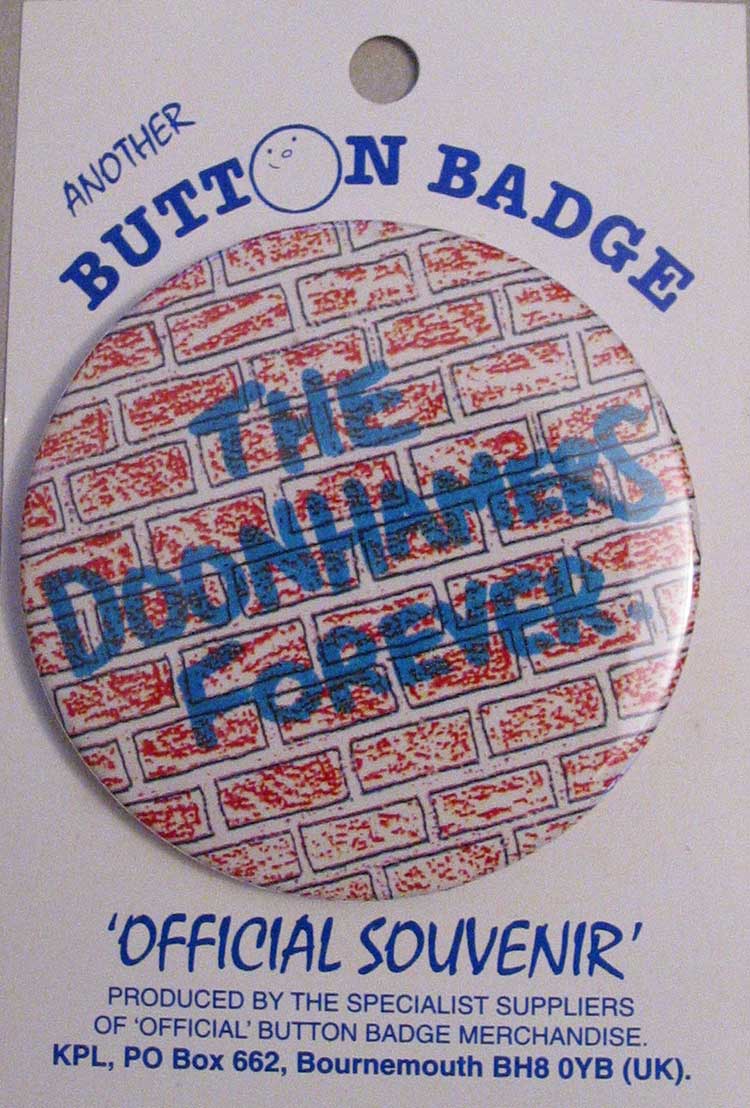 ANOTHER
BUTTON BADGE
THE
DOONHAMERS
FOREVER.
'OFFICIAL SOUVENIR'
PRODUCED BY THE SPECIALIST SUPPLIERS
OF 'OFFICIAL' BUTTON BADGE MERCHANDISE.
KPL, PO Box 662, Bournemouth BH8 0YB (UK).